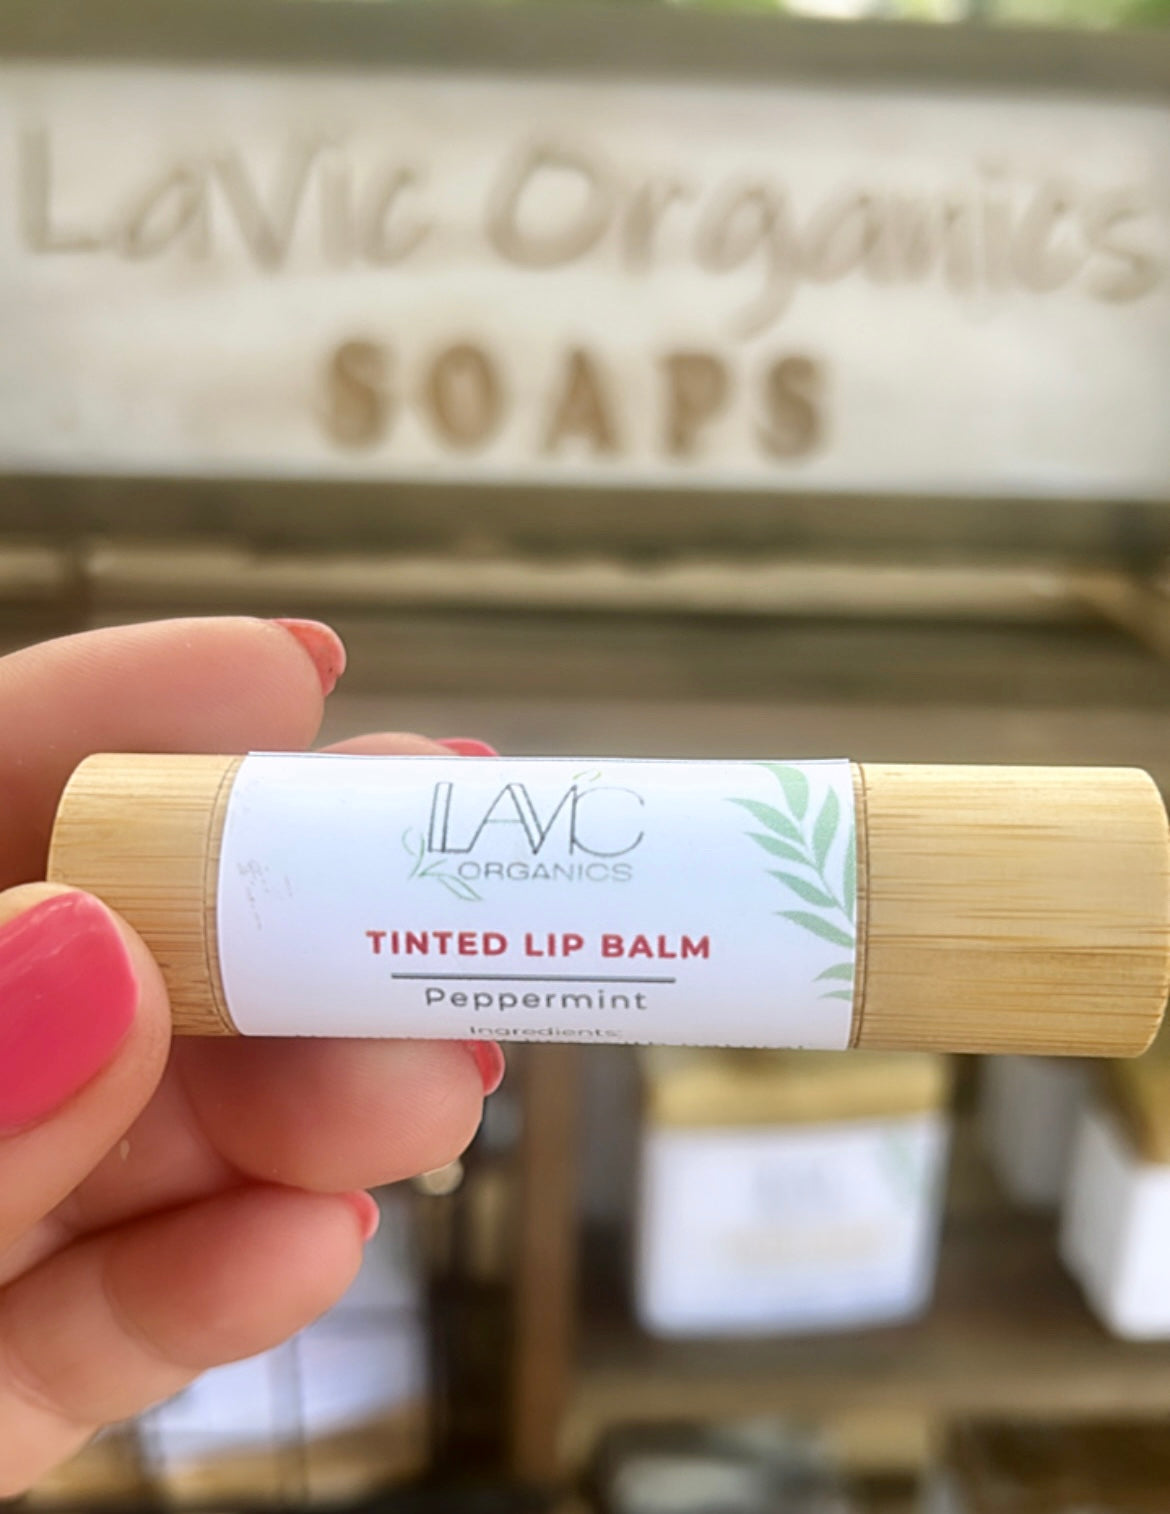 LaVic Organics
SOAPS
LAVIC
ORGANICS
TINTED LIP BALM
Peppermint
Ingredients: